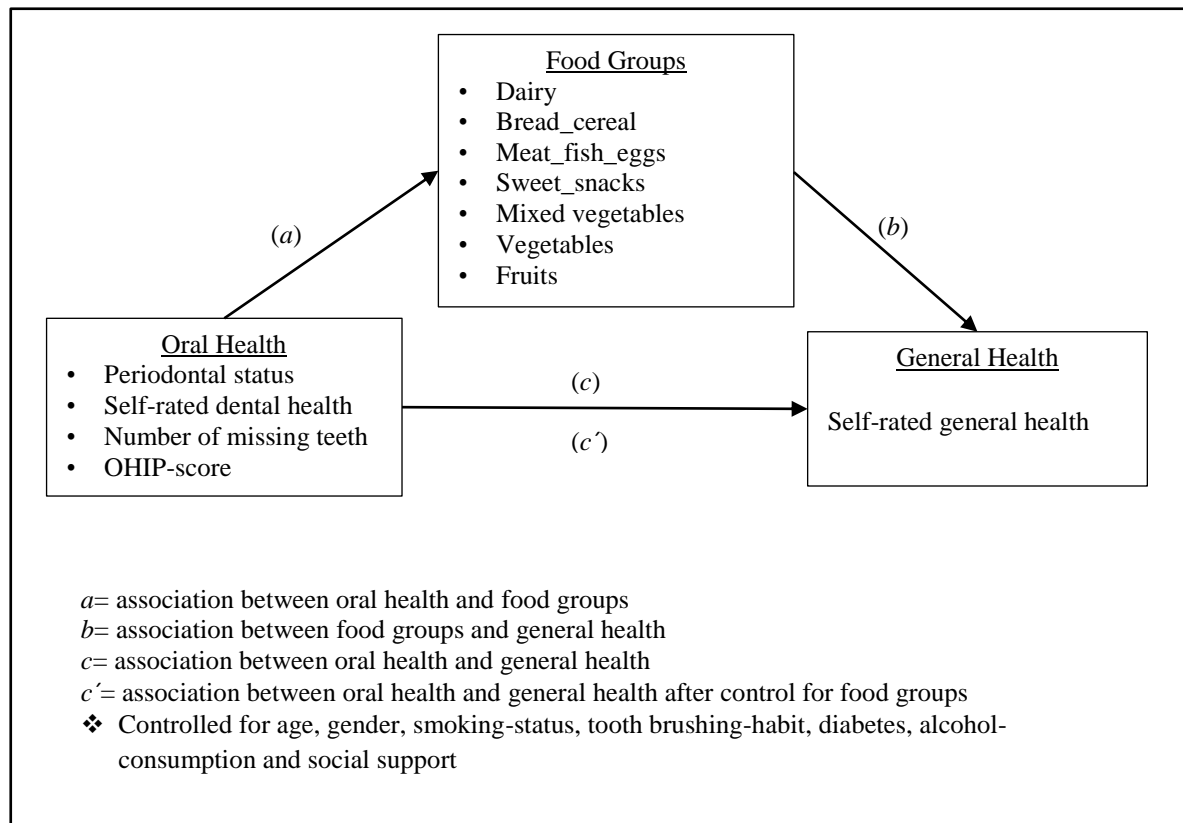 Food Groups
• Dairy
• Bread_cereal
• Meat_fish_eggs
• Sweet_snacks
• Mixed vegetables
• Vegetables
• Fruits
(a)
(b)
Oral Health
• Periodontal status
• Self-rated dental health
• Number of missing teeth
• OHIP-score
(c)
(c´)
General Health
Self-rated general health
a= association between oral health and food groups
b= association between food groups and general health
c= association between oral health and general health
c´= association between oral health and general health after control for food groups
❖ Controlled for age, gender, smoking-status, tooth brushing-habit, diabetes, alcohol-
consumption and social support